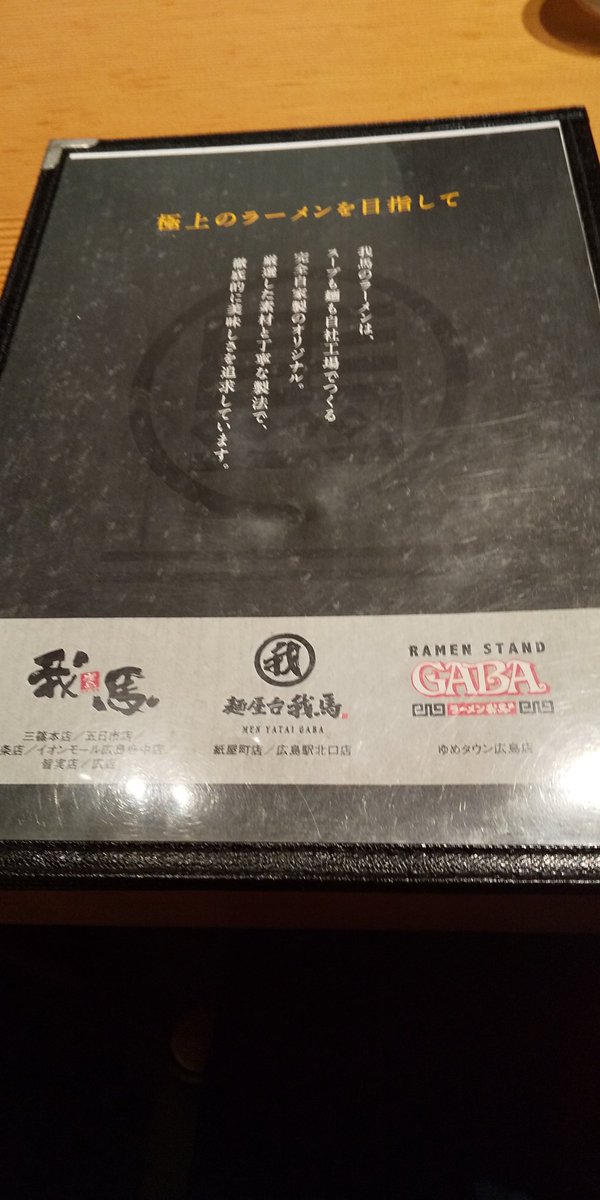 極上のラーメンを目指して
我馬のラーメンは、
スープも麺も自社工場でつくる
完全自家製のオリジナル。
厳選した素材と丁寧な製法で、
徹底的に美味しさを追求しています。
我馬
三篠本店／五日市店／
条店／イオンモール広島府中店／
店／広店
我
麺屋台我馬
MEN YATAI GABA
紙屋町店／広島駅北口店
RAMEN STAND
GABA
ラーメン
ゆめタウン広島店